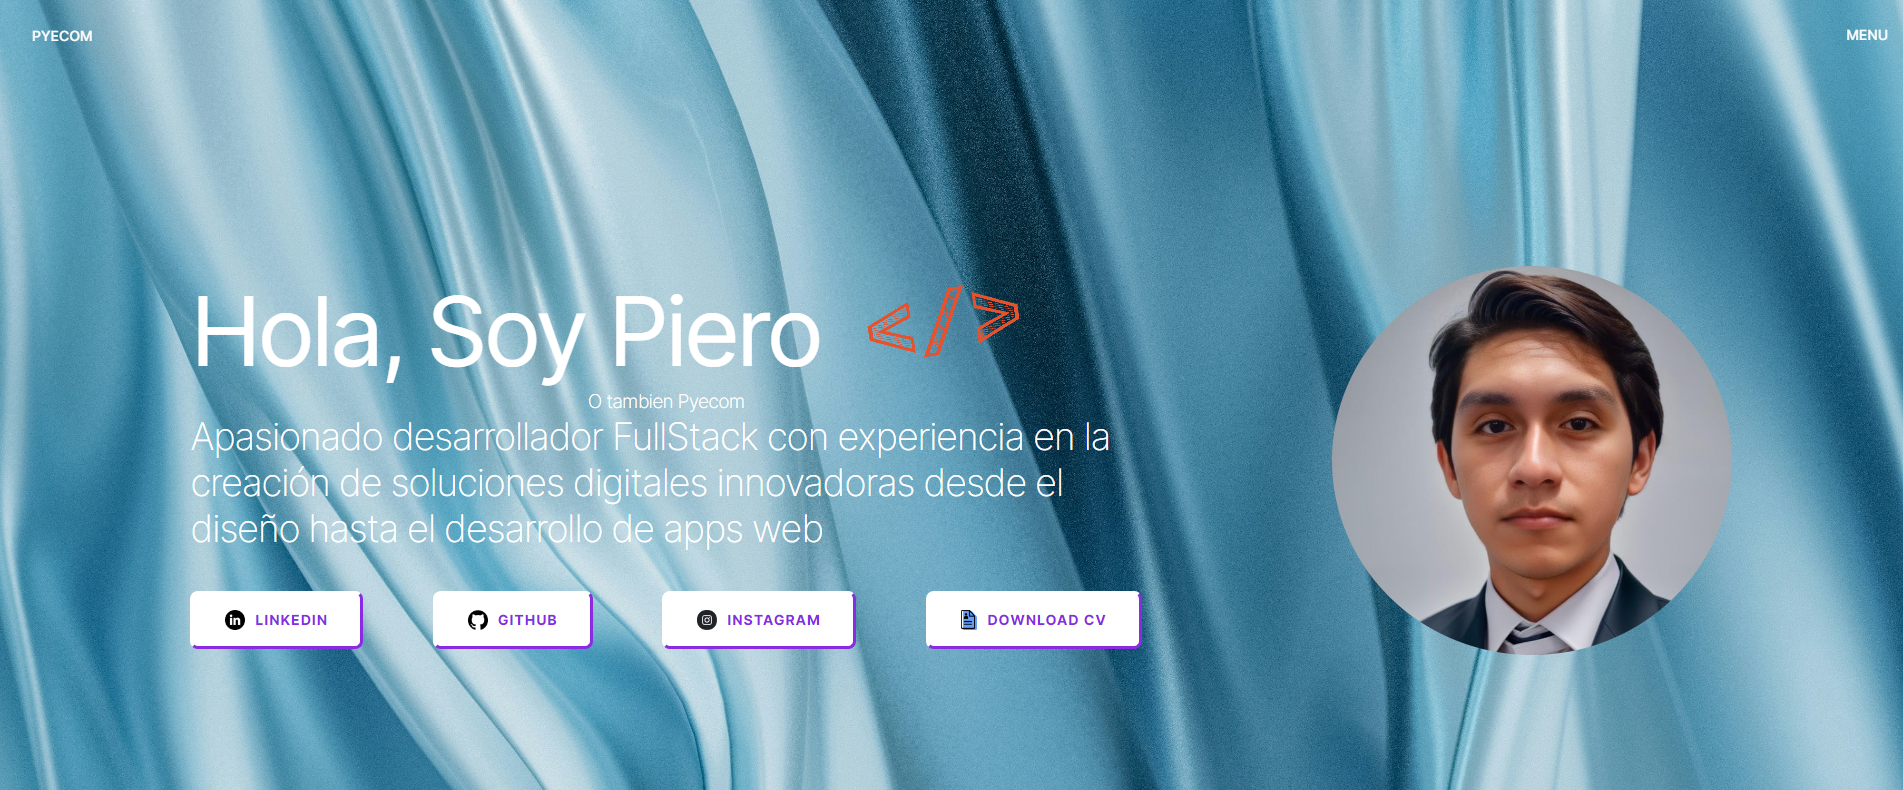 PYECOM
MENU
Hola, Soy Piero </>
O tambien Pyecom
Apasionado desarrollador FullStack con experiencia en la
creación de soluciones digitales innovadoras desde el
diseño hasta el desarrollo de apps web
in LINKEDIN
GITHUB
INSTAGRAM
DOWNLOAD CV